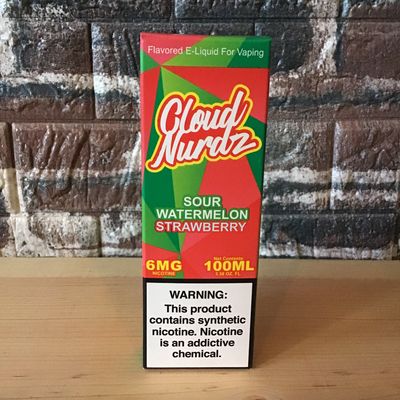 Flavored E-Liquid For Vaping
Cloud
Nurdz
SOUR
WATERMELON
STRAWBERRY
6MG
NICOTINE
Net Contents
100ML
3.38 OZ. FL
WARNING:
This product
contains synthetic
nicotine. Nicotine
is an addictive
chemical.